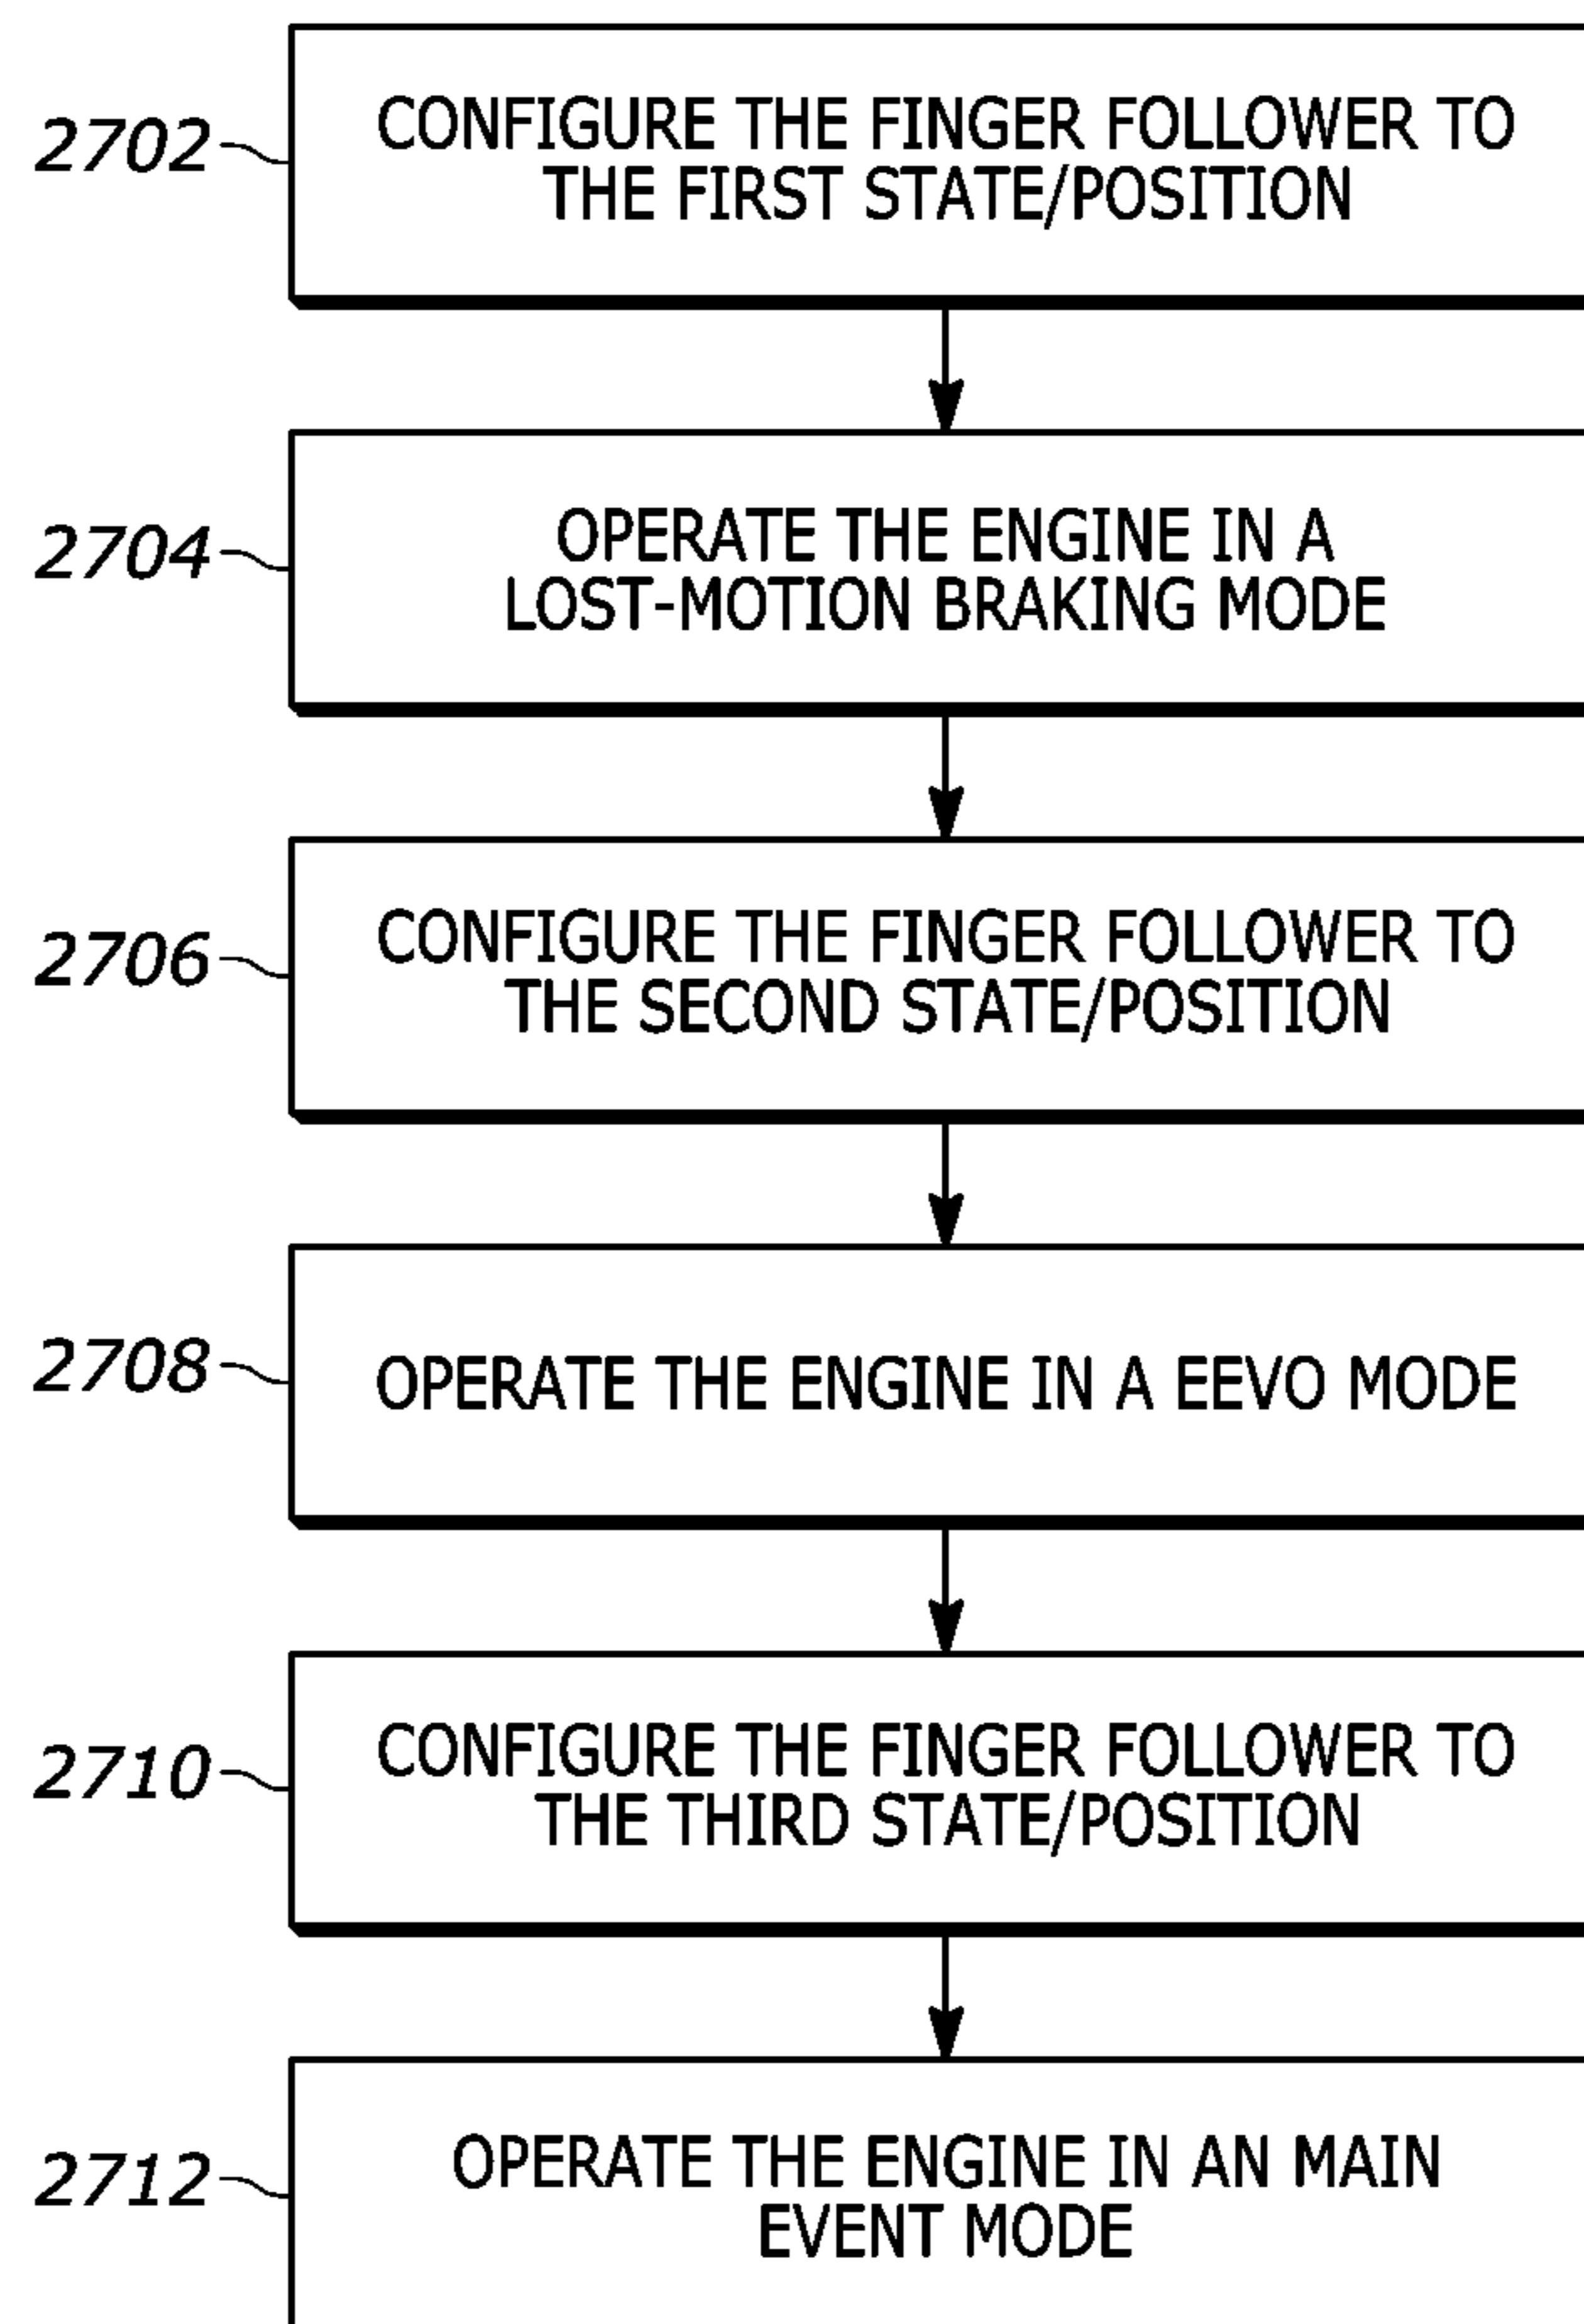 2702
CONFIGURE THE FINGER FOLLOWER TO
THE FIRST STATE/POSITION
2704
OPERATE THE ENGINE IN A
LOST-MOTION BRAKING MODE
2706
CONFIGURE THE FINGER FOLLOWER TO
THE SECOND STATE/POSITION
2708
OPERATE THE ENGINE IN A EEVO MODE
2710
CONFIGURE THE FINGER FOLLOWER TO
THE THIRD STATE/POSITION
2712
OPERATE THE ENGINE IN AN MAIN
EVENT MODE